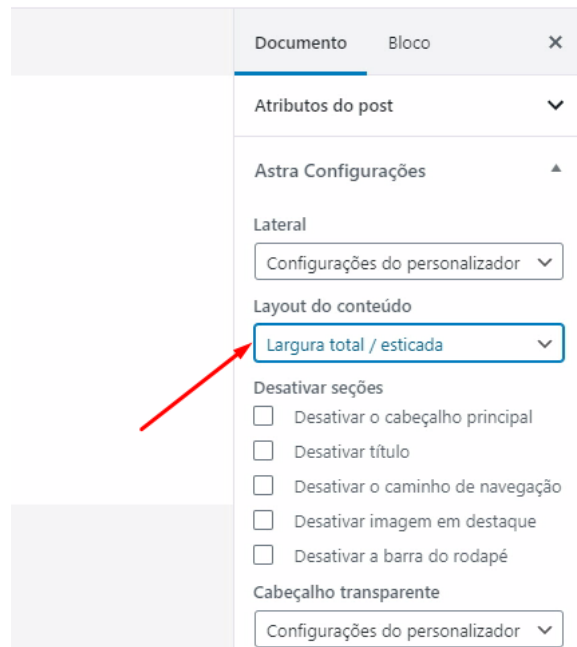 Documento Bloco ×
Atributos do post
Astra Configurações
Lateral
Configurações do personalizador
Layout do conteúdo
Largura total / esticada
Desativar seções
Desativar o cabeçalho principal
Desativar título
Desativar o caminho de navegação
Desativar imagem em destaque
Desativar a barra do rodapé
Cabeçalho transparente
Configurações do personalizador